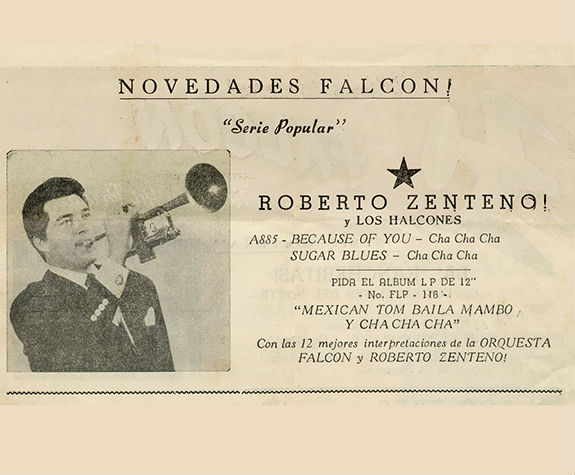 NOVEDADES FALCON!
"Serie Popular"
ROBERTO ZENTENO!
y LOS HALCONES
A885 - BECAUSE OF YOU - Cha Cha Cha
SUGAR BLUES - Cha Cha Cha
PIDA EL ALBUM LP DE 12"
- No. FLP - 116 -
"MEXICAN TOM BAILA MAMBO
Y CHA CHA CHA"
Con las 12 mejores interpretaciones de la ORQUESTA
FALCON y ROBERTO ZENTENO!